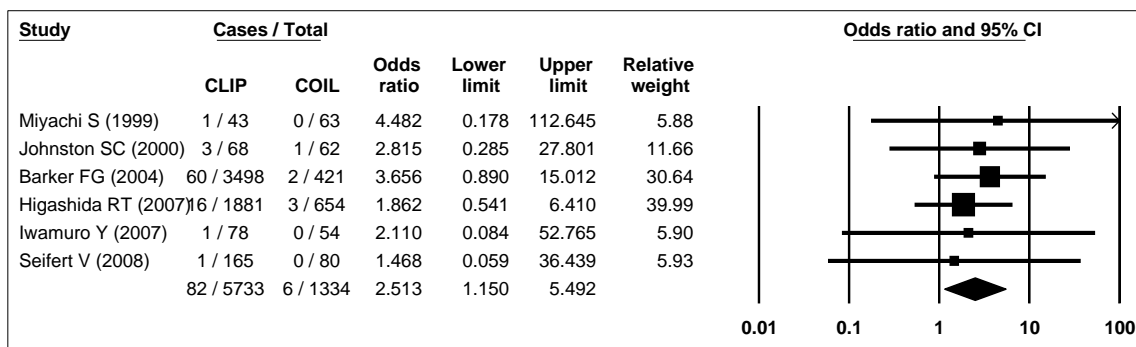 Study Cases / Total Odds ratio and 95% CI
Odds Lower Upper Relative
CLIP COIL ratio limit limit weight
Miyachi S (1999) 1 / 43 0 / 63 4.482 0.178 112.645 5.88
Johnston SC (2000) 3 / 68 1 / 62 2.815 0.285 27.801 11.66
Barker FG (2004) 60 / 3498 2 / 421 3.656 0.890 15.012 30.64
Higashida RT (2007) 16 / 1881 3 / 654 1.862 0.541 6.410 39.99
Iwamuro Y (2007) 1 / 78 0 / 54 2.110 0.084 52.765 5.90
Seifert V (2008) 1 / 165 0 / 80 1.468 0.059 36.439 5.93
82 / 5733 6 / 1334 2.513 1.150 5.492
0.01 0.1 1 10 100